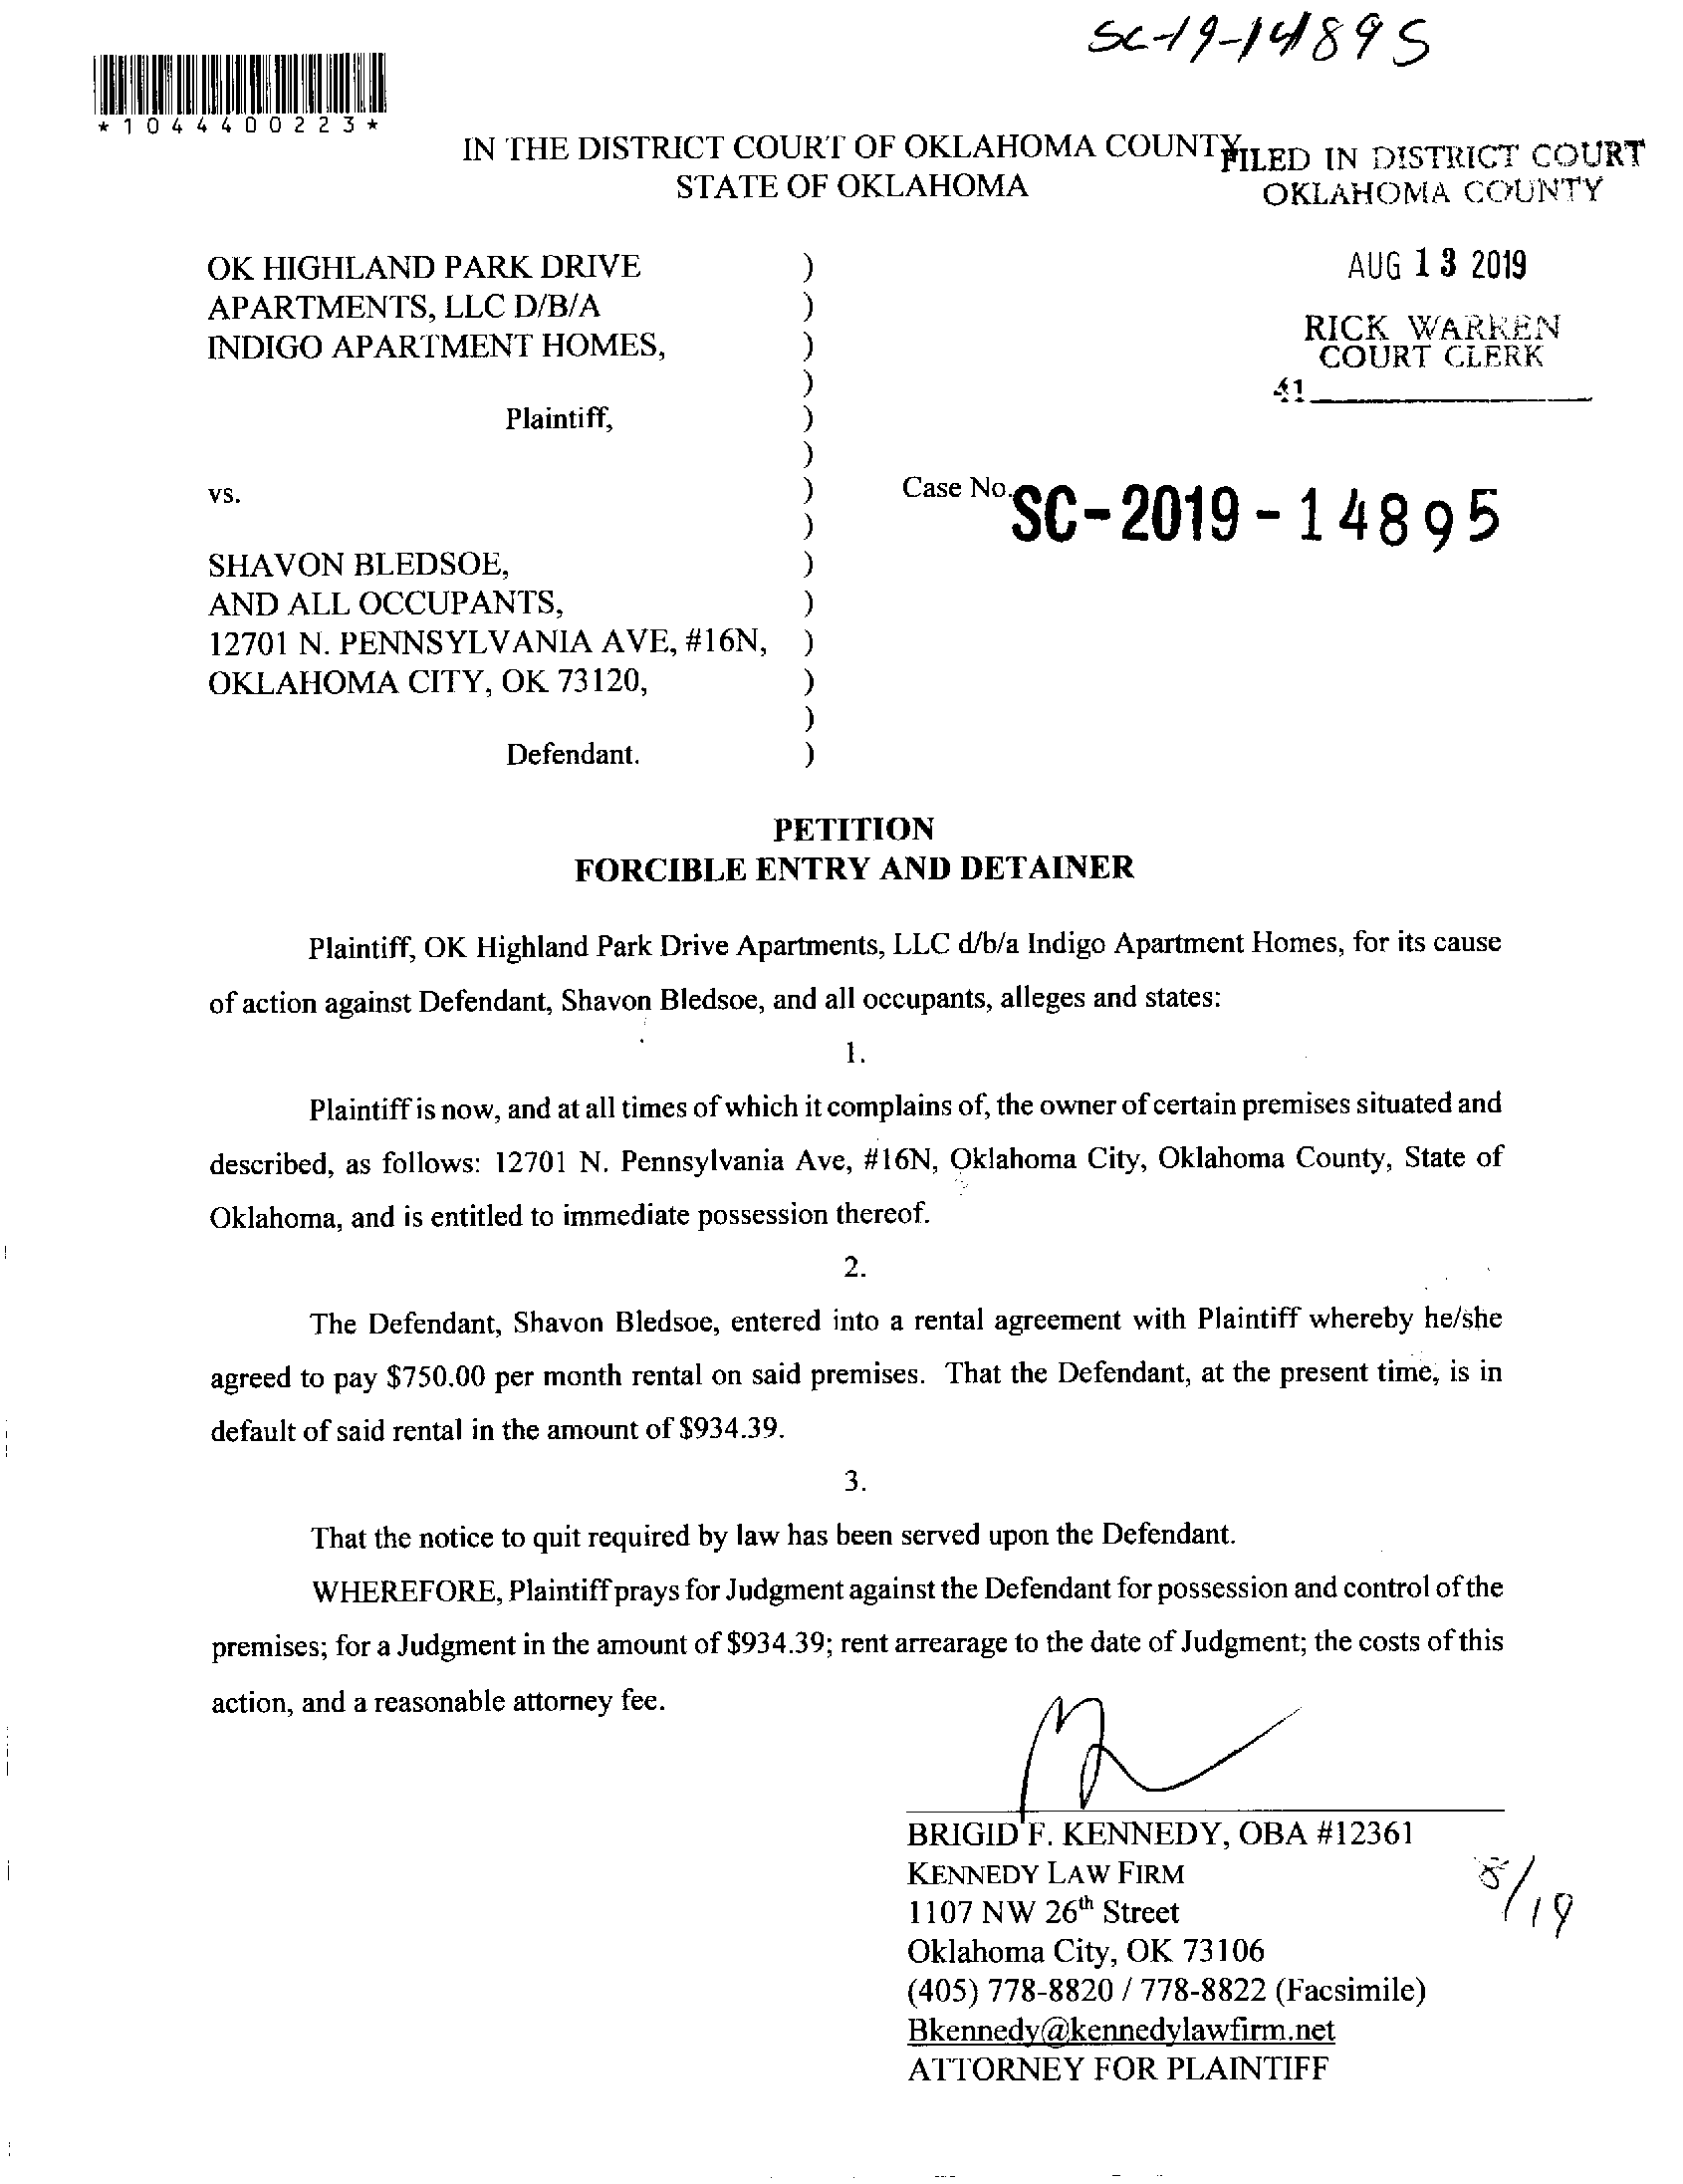 SC-19-14895
*1044400223*
IN THE DISTRICT COURT OF OKLAHOMA COUNTY
STATE OF OKLAHOMA
FILED IN DISTRICT COURT
OKLAHOMA COUNTY
AUG 13 2019
RICK WARREN
COURT CLERK
41
OK HIGHLAND PARK DRIVE )
APARTMENTS, LLC D/B/A )
INDIGO APARTMENT HOMES, )
)
Plaintiff, )
)
vs. ) Case No. SC-2019-14895
)
SHAVON BLEDSOE, )
AND ALL OCCUPANTS, )
12701 N. PENNSYLVANIA AVE, #16N, )
OKLAHOMA CITY, OK 73120, )
)
Defendant. )
PETITION
FORCIBLE ENTRY AND DETAINER
Plaintiff, OK Highland Park Drive Apartments, LLC d/b/a Indigo Apartment Homes, for its cause
of action against Defendant, Shavon Bledsoe, and all occupants, alleges and states:
1.
Plaintiff is now, and at all times of which it complains of, the owner of certain premises situated and
described, as follows: 12701 N. Pennsylvania Ave, #16N, Oklahoma City, Oklahoma County, State of
Oklahoma, and is entitled to immediate possession thereof.
2.
The Defendant, Shavon Bledsoe, entered into a rental agreement with Plaintiff whereby he/she
agreed to pay $750.00 per month rental on said premises. That the Defendant, at the present time, is in
default of said rental in the amount of $934.39.
3.
That the notice to quit required by law has been served upon the Defendant.
WHEREFORE, Plaintiff prays for Judgment against the Defendant for possession and control of the
premises; for a Judgment in the amount of $934.39; rent arrearage to the date of Judgment; the costs of this
action, and a reasonable attorney fee.
BRIGID F. KENNEDY, OBA #12361
KENNEDY LAW FIRM
1107 NW 26th Street
Oklahoma City, OK 73106
(405) 778-8820 / 778-8822 (Facsimile)
Bkennedy@kennedylawfirm.net
ATTORNEY FOR PLAINTIFF
8/19